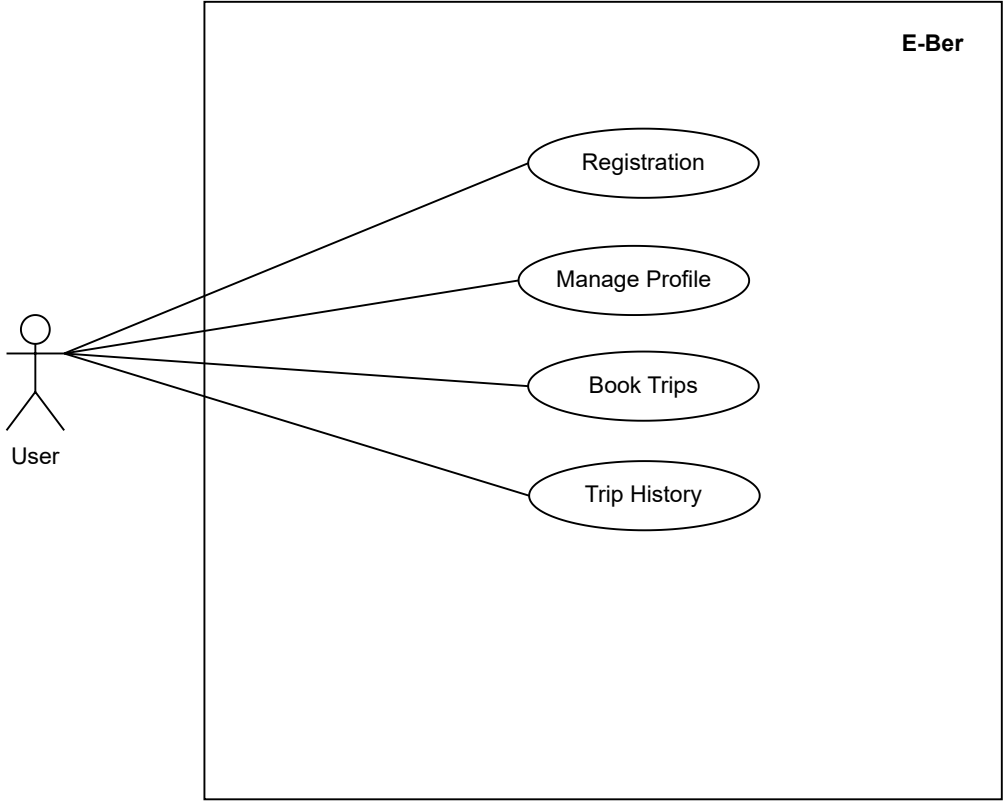 E-Ber
Registration
Manage Profile
Book Trips
Trip History
User